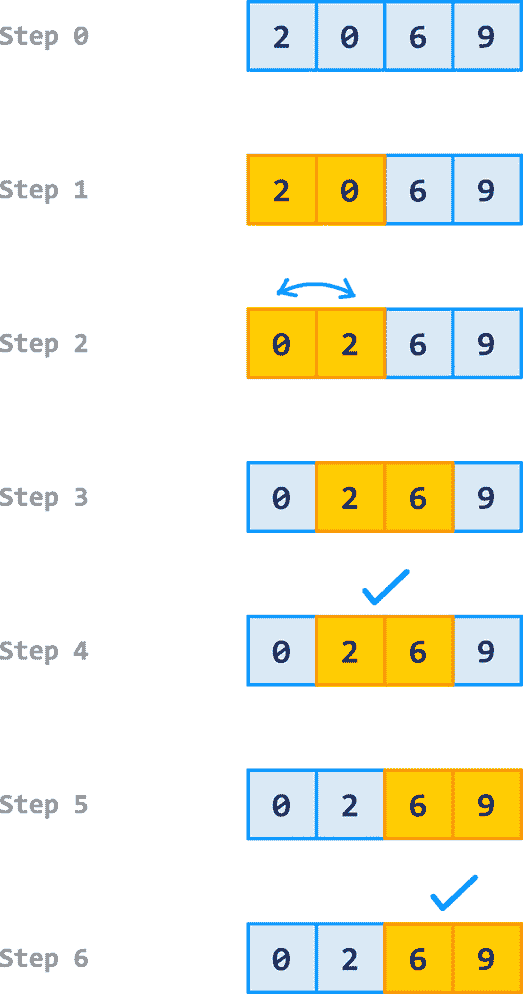 Step 0 2 0 6 9
Step 1 2 0 6 9
Step 2 0 2 6 9
Step 3 0 2 6 9
Step 4 0 2 6 9
Step 5 0 2 6 9
Step 6 0 2 6 9